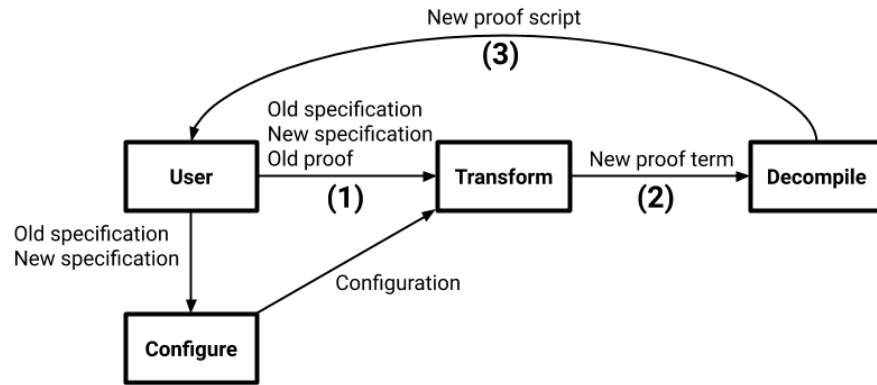 New proof script
(3)
Old specification
New specification
Old proof
User
(1)
Transform
New proof term
(2)
Decompile
Old specification
New specification
Configuration
Configure